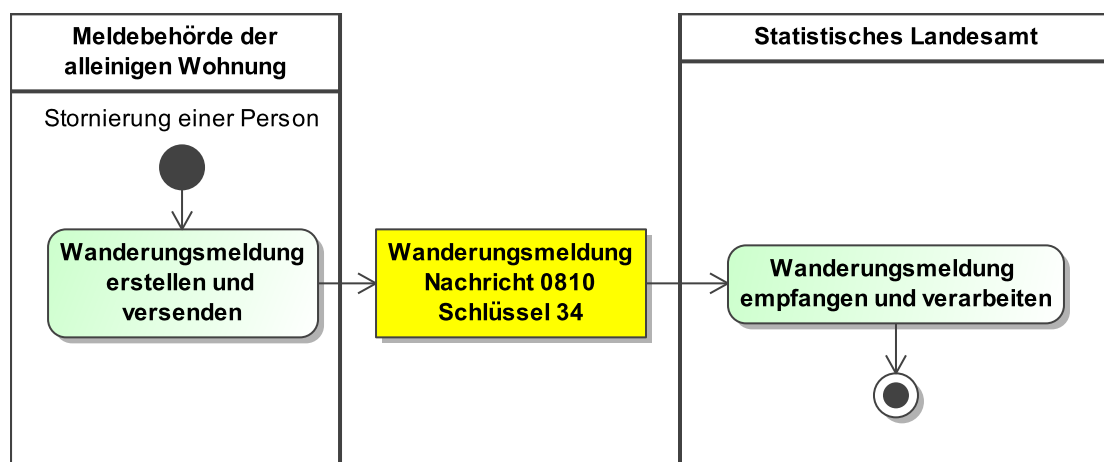 Meldebehörde der
alleinigen Wohnung
Statistisches Landesamt
Stornierung einer Person
Wanderungsmeldung
erstellen und
versenden
Wanderungsmeldung
Nachricht 0810
Schlüssel 34
Wanderungsmeldung
empfangen und verarbeiten